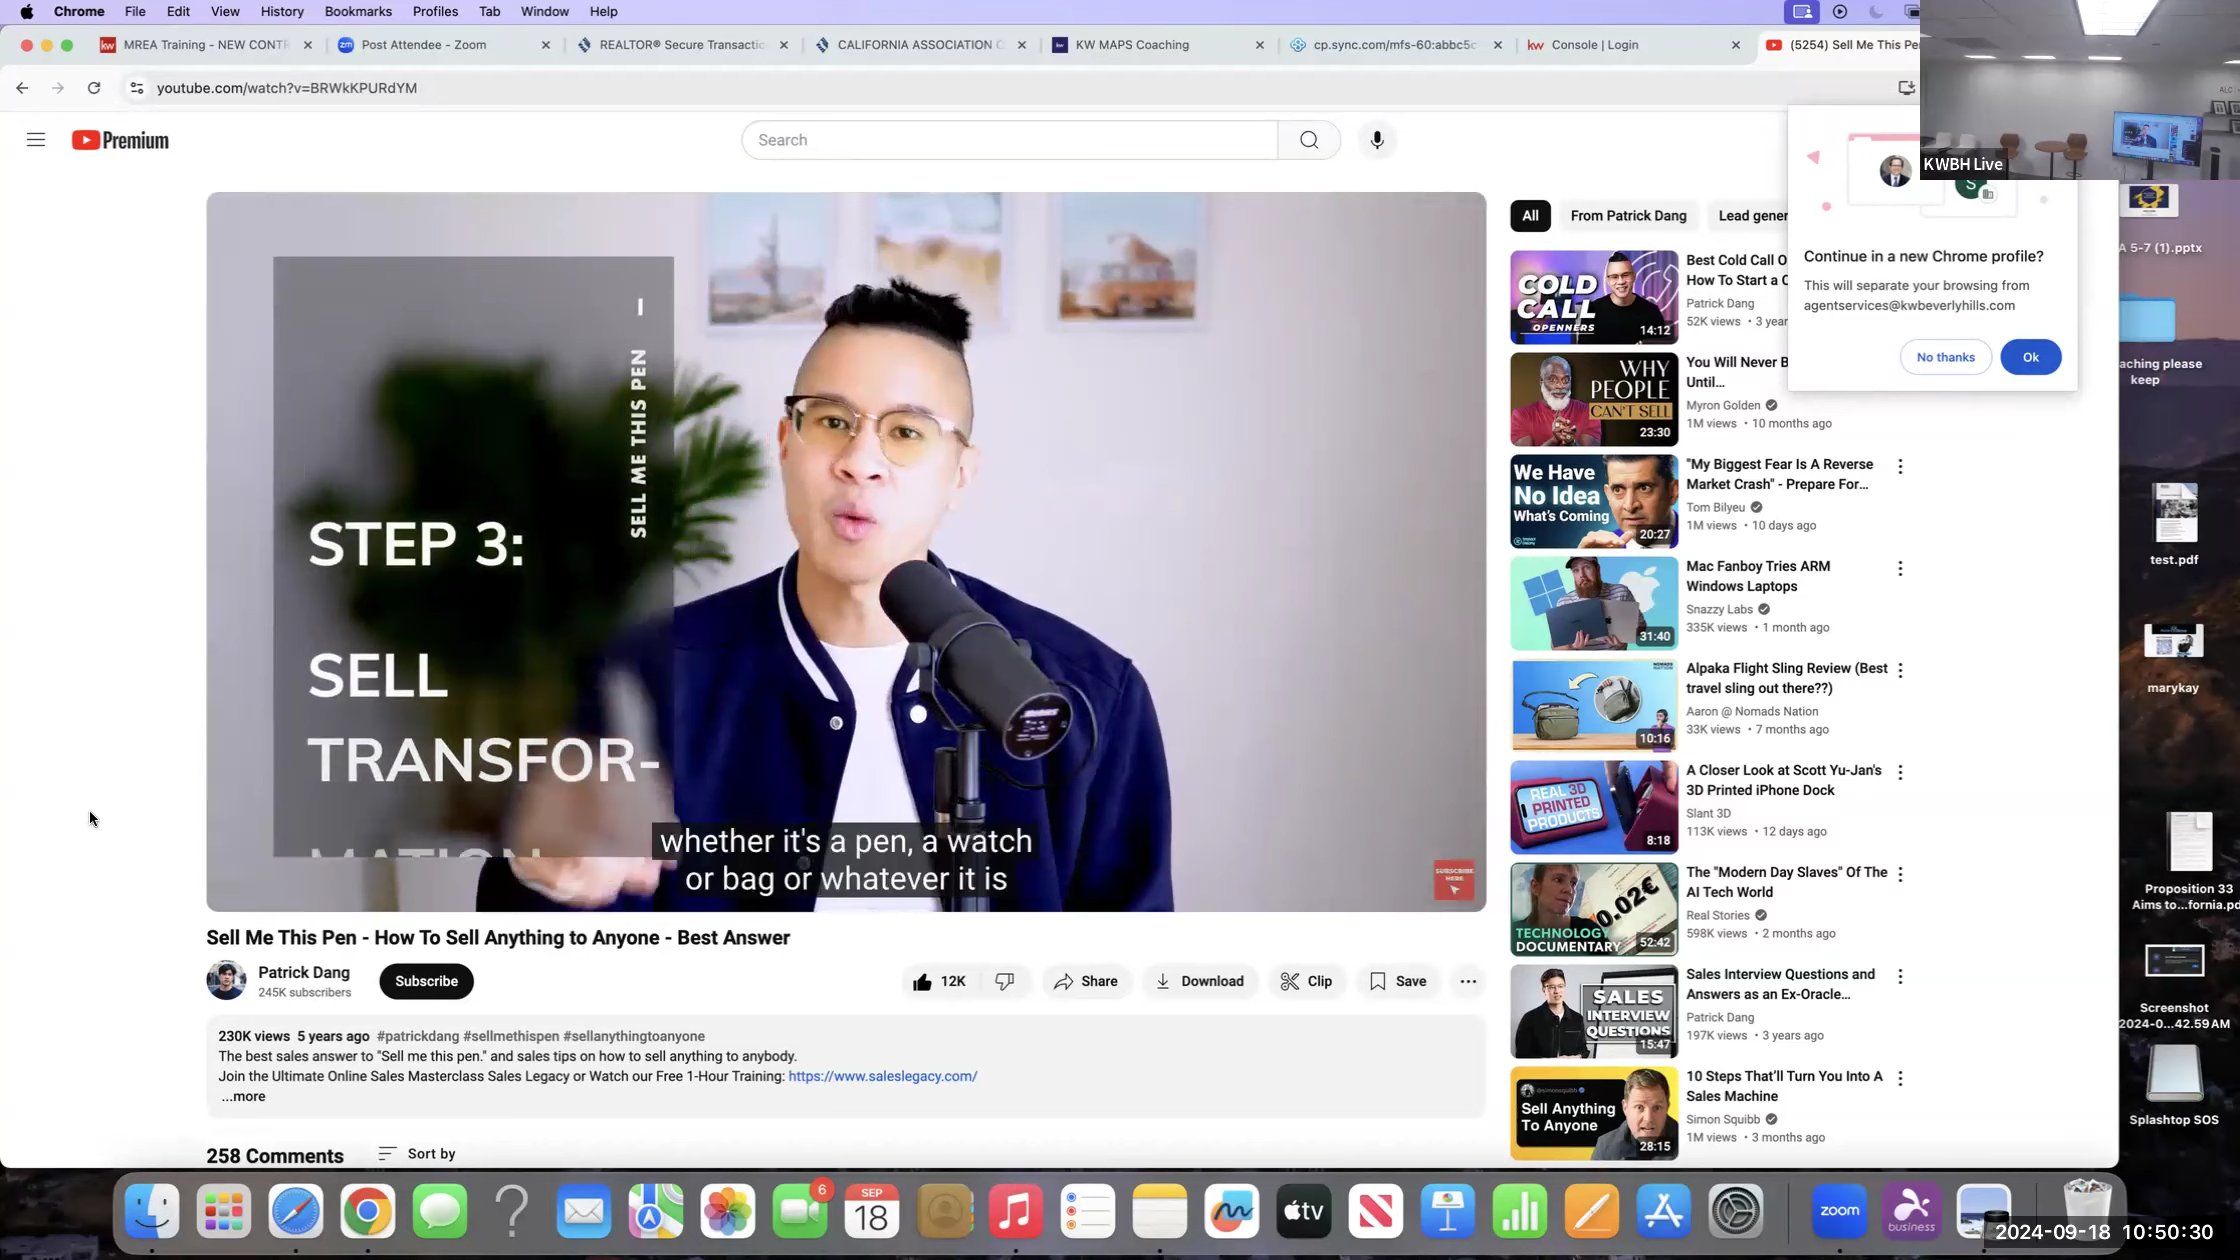 Chrome File Edit View History Bookmarks Profiles Tab Window Help
MREA Training - NEW CONTR
Post Attendee - Zoom
REALTOR® Secure Transactio
CALIFORNIA ASSOCIATION O
KW MAPS Coaching
cp.sync.com/mfs-60:abbc5c
Console | Login
(5254) Sell Me This Pe
youtube.com/watch?v=BRWkKPURdYM
Premium
Search
KWBH Live
STEP 3:
SELL
TRANSFOR-
MATION
SELL ME THIS PEN
whether it's a pen, a watch
or bag or whatever it is
SUBSCRIBE
HERE
Sell Me This Pen - How To Sell Anything to Anyone - Best Answer
Patrick Dang
245K subscribers
Subscribe
12K
Share
Download
Clip
Save
230K views 5 years ago #patrickdang #sellmethispen #sellanythingtoanyone
The best sales answer to "Sell me this pen." and sales tips on how to sell anything to anybody.
Join the Ultimate Online Sales Masterclass Sales Legacy or Watch our Free 1-Hour Training: https://www.saleslegacy.com/
...more
258 Comments
Sort by
All
From Patrick Dang
Lead gener
COLD
CALL
OPENNERS
14:12
Best Cold Call O
How To Start a C
Patrick Dang
52K views • 3 year
WHY
PEOPLE
CAN'T SELL
23:30
You Will Never B
Until...
Myron Golden
1M views • 10 months ago
We Have
No Idea
What's Coming
20:27
"My Biggest Fear Is A Reverse
Market Crash" - Prepare For...
Tom Bilyeu
1M views • 10 days ago
31:40
Mac Fanboy Tries ARM
Windows Laptops
Snazzy Labs
335K views • 1 month ago
10:16
Alpaka Flight Sling Review (Best
travel sling out there??)
Aaron @ Nomads Nation
33K views • 7 months ago
REAL 3D
PRINTED
PRODUCTS
8:18
A Closer Look at Scott Yu-Jan's
3D Printed iPhone Dock
Slant 3D
113K views • 12 days ago
0.02€
TECHNOLOGY
DOCUMENTARY
52:42
The "Modern Day Slaves" Of The
AI Tech World
Real Stories
598K views • 2 months ago
SALES
INTERVIEW
QUESTIONS
15:47
Sales Interview Questions and
Answers as an Ex-Oracle...
Patrick Dang
197K views • 3 years ago
Sell Anything
To Anyone
28:15
10 Steps That'll Turn You Into A
Sales Machine
Simon Squibb
1M views • 3 months ago
Continue in a new Chrome profile?
This will separate your browsing from
agentservices@kwbeverlyhills.com
No thanks
Ok
A 5-7 (1).pptx
aching please
keep
test.pdf
marykay
Proposition 33
Aims to...fornia.pd
Screenshot
2024-0...42.59 AM
Splashtop SOS
6
SEP
18
tv
zoom
business
2024-09-18 10:50:30